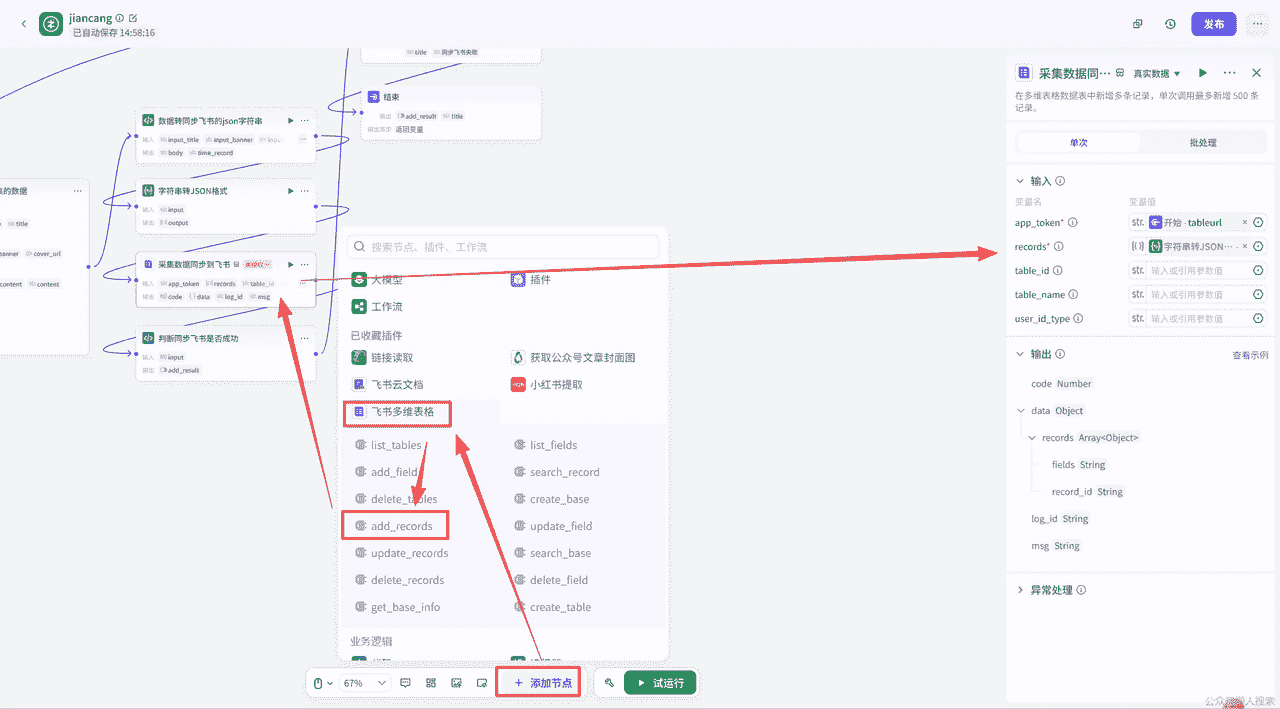 jiancang
已自动保存 14:58:16
发布
title 同步飞书失败
结束
输出 add_result title
返回变量
数据转同步飞书的json字符串
输入 input_title input_banner
输出 body time_record
字符串转JSON格式
输入 input
输出 output
集的数据
title
banner cover_url
content content
采集数据同步到飞书
输入 app_token records table_id
输出 code data log_id msg
判断同步飞书是否成功
输入 input
输出 add_result
搜索节点、插件、工作流
大模型 插件
工作流
已收藏插件
链接读取 获取公众号文章封面图
飞书云文档 小红书提取
飞书多维表格
list_tables list_fields
add_field search_record
delete_tables create_base
add_records update_field
update_records search_base
delete_records delete_field
get_base_info create_table
业务逻辑
67%
添加节点
试运行
采集数据同⋯ 真实数据
在多维表格数据表中新增多条记录，单次调用最多新增 500 条
记录。
单次 批处理
输入
变量名 变量值
app_token* str. 开始 - tableurl
records* 字符串转JSON⋯
table_id str. 输入或引用参数值
table_name str. 输入或引用参数值
user_id_type str. 输入或引用参数值
输出 查看示例
code Number
data Object
records Array<Object>
fields String
record_id String
log_id String
msg String
异常处理